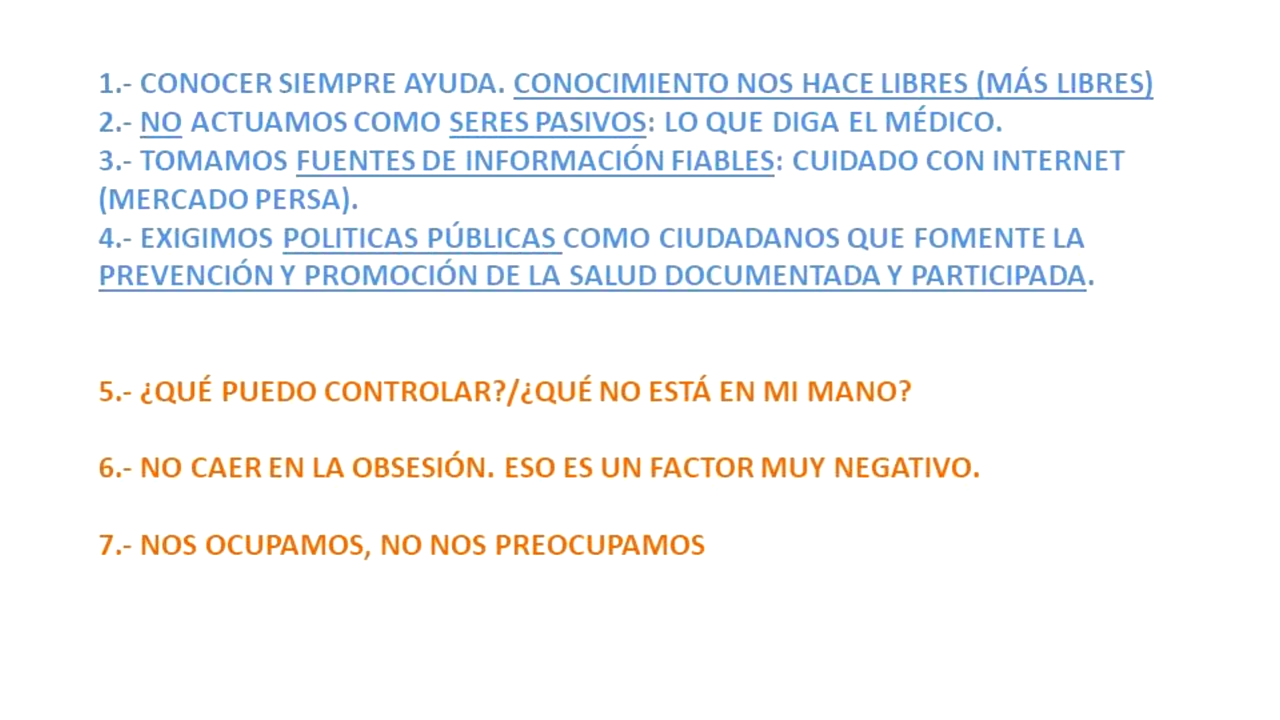 1.- CONOCER SIEMPRE AYUDA. CONOCIMIENTO NOS HACE LIBRES (MÁS LIBRES)
2.- NO ACTUAMOS COMO SERES PASIVOS: LO QUE DIGA EL MÉDICO.
3.- TOMAMOS FUENTES DE INFORMACIÓN FIABLES: CUIDADO CON INTERNET
(MERCADO PERSA).
4.- EXIGIMOS POLITICAS PÚBLICAS COMO CIUDADANOS QUE FOMENTE LA
PREVENCIÓN Y PROMOCIÓN DE LA SALUD DOCUMENTADA Y PARTICIPADA.
5.- ¿QUÉ PUEDO CONTROLAR?/¿QUÉ NO ESTÁ EN MI MANO?
6.- NO CAER EN LA OBSESIÓN. ESO ES UN FACTOR MUY NEGATIVO.
7.- NOS OCUPAMOS, NO NOS PREOCUPAMOS